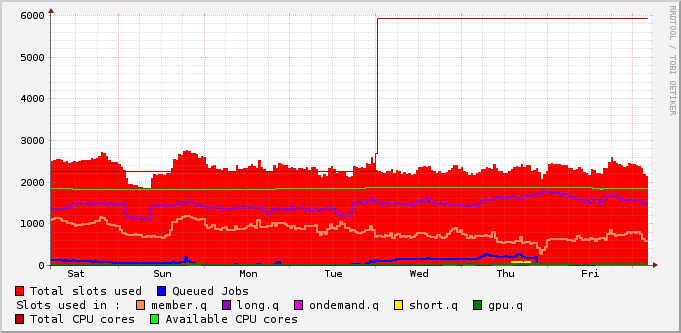 6000
5000
4000
3000
2000
1000
0
Sat Sun Mon Tue Wed Thu Fri
Total slots used Queued Jobs
Slots used in : member.q long.q ondemand.q short.q gpu.q
Total CPU cores Available CPU cores
RRDTOOL / TOBI OETIKER